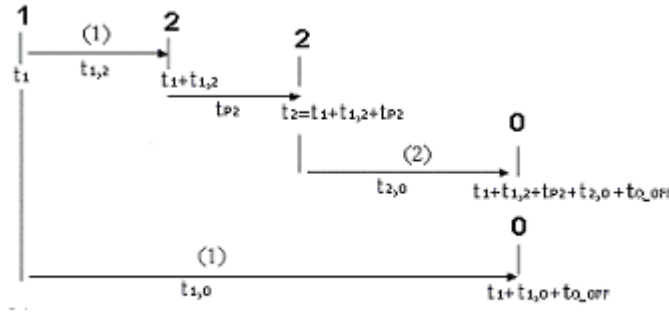 1
(1)
2
2
t1
t1,2
t1+t1,2
tP2
t2=t1+t1,2+tP2
0
(2)
t2,0
t1+t1,2+tP2+t2,0+t0_OFF
0
(1)
t1,0
t1+t1,0+t0_OFF